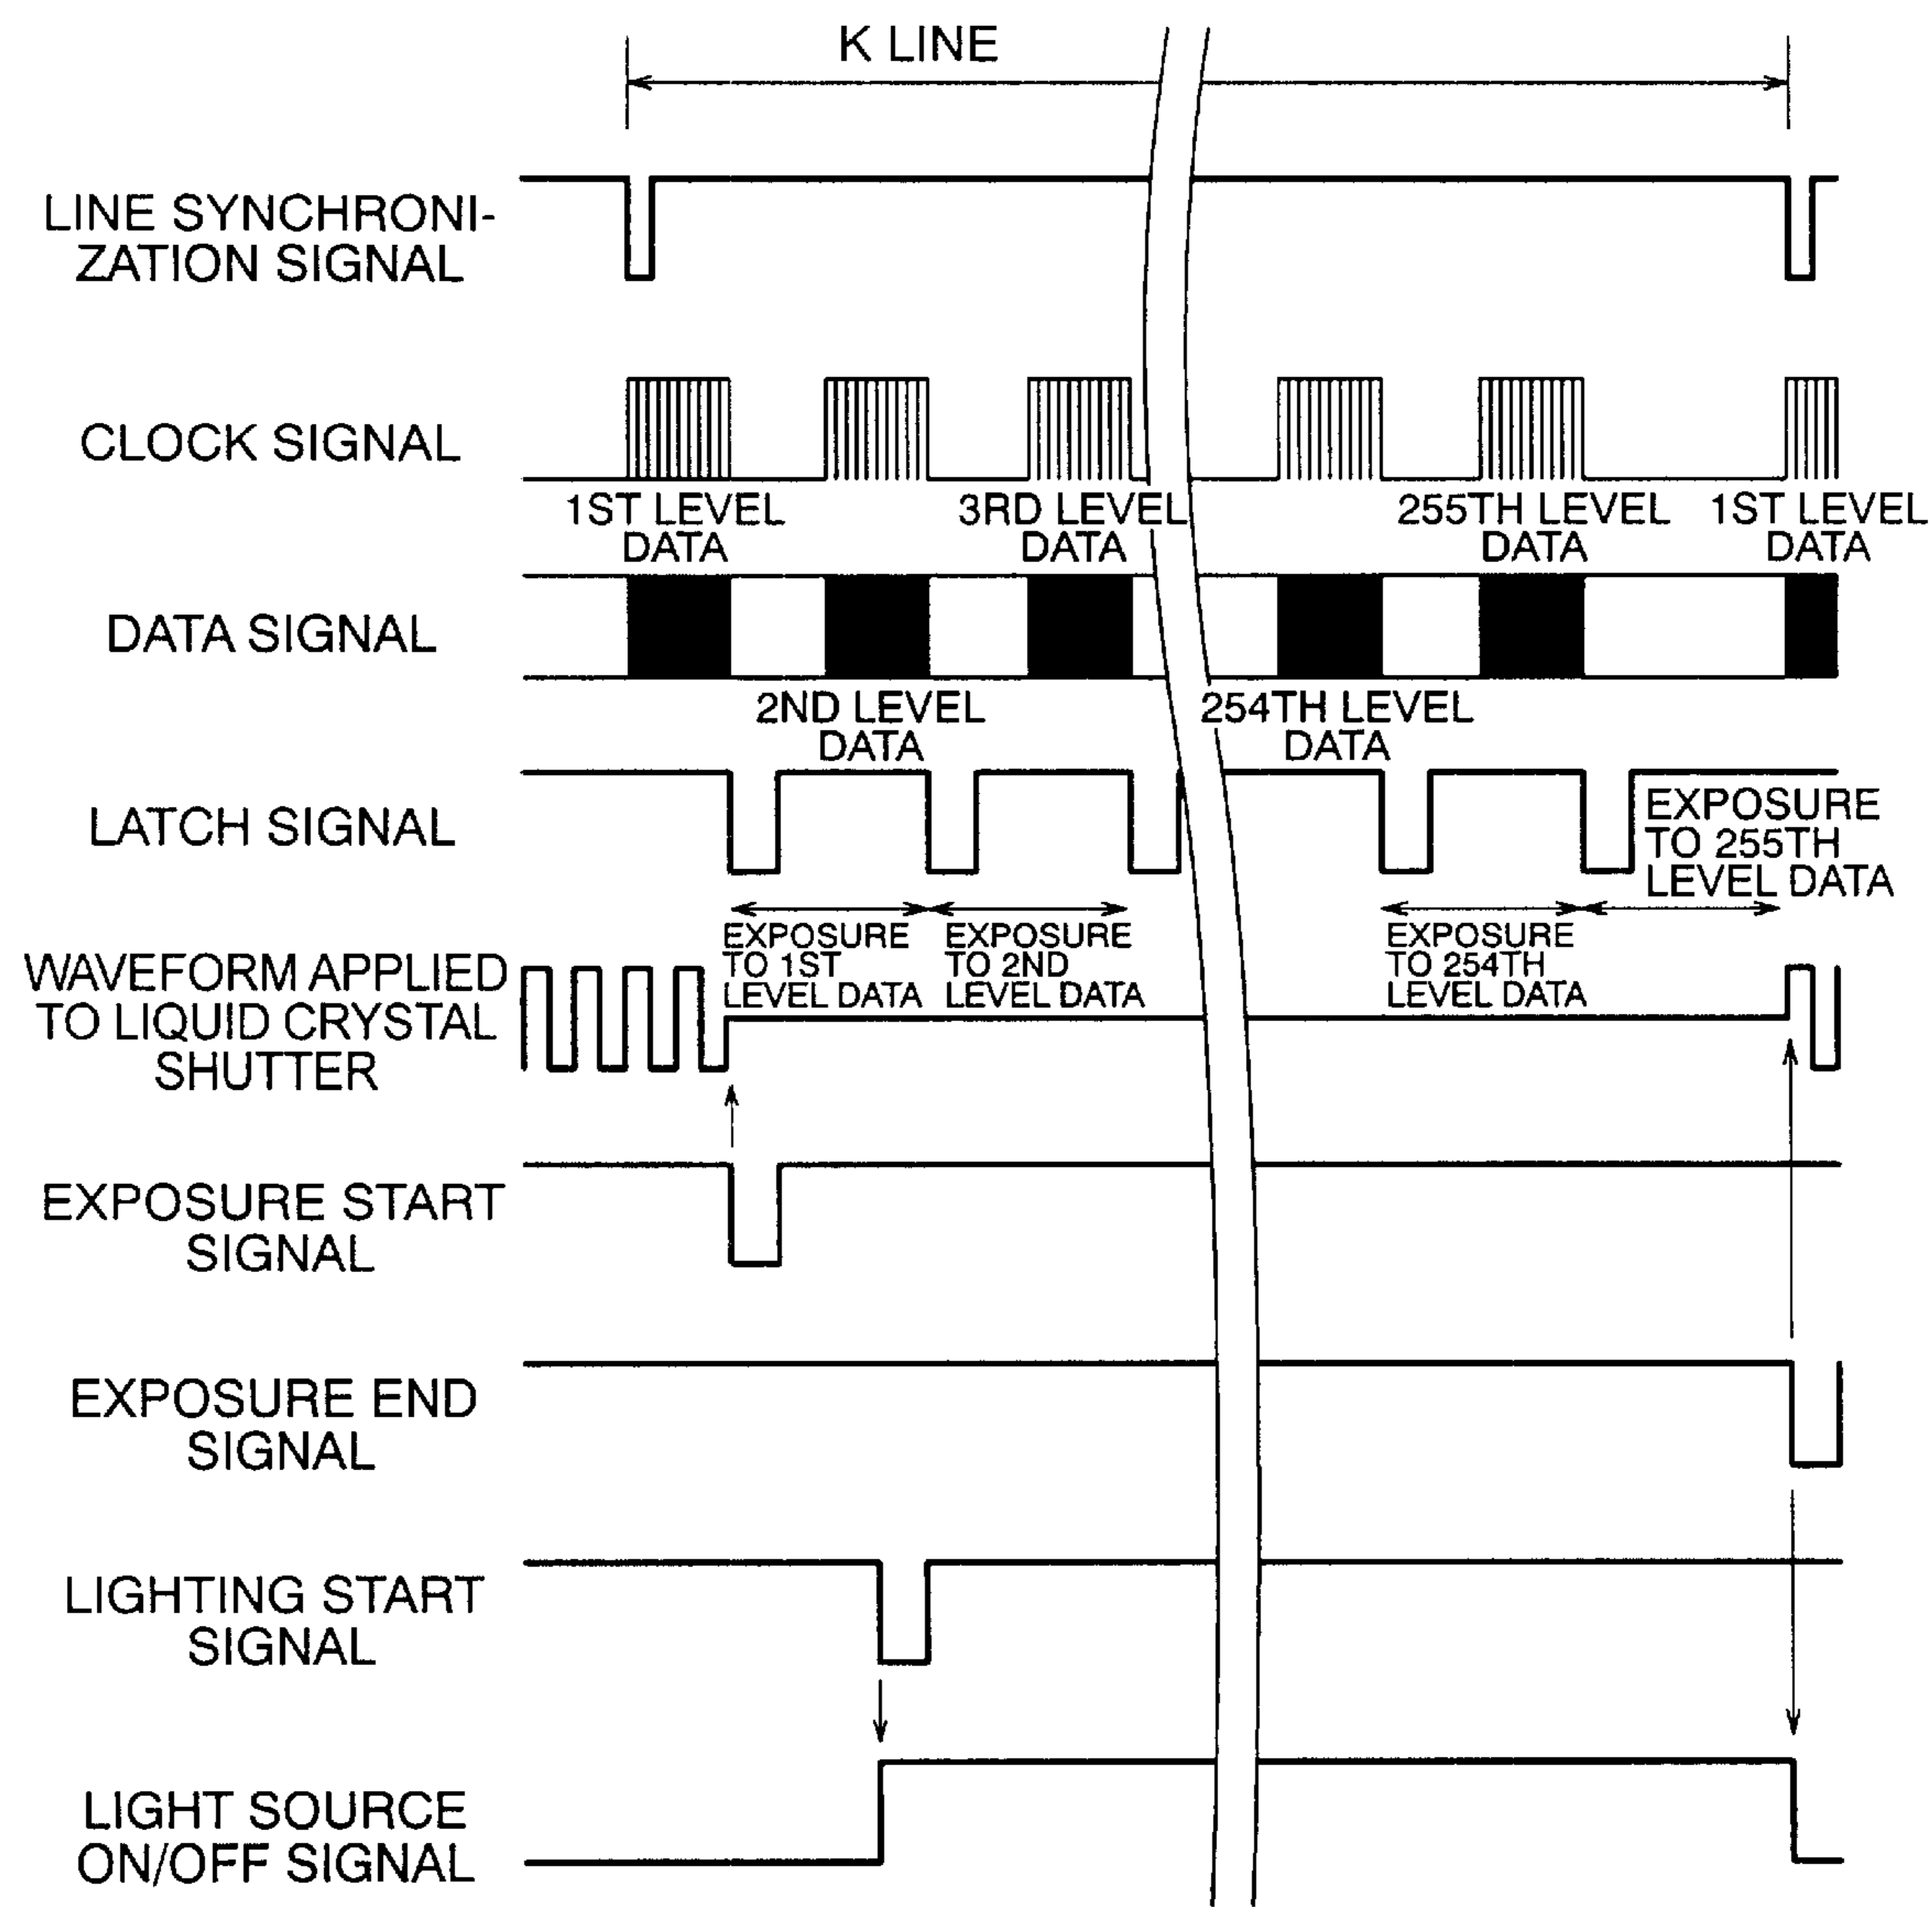 K LINE
LINE SYNCHRONI-
ZATION SIGNAL
CLOCK SIGNAL
1ST LEVEL
DATA
3RD LEVEL
DATA
255TH LEVEL
DATA
1ST LEVEL
DATA
DATA SIGNAL
2ND LEVEL
DATA
254TH LEVEL
DATA
LATCH SIGNAL
EXPOSURE
TO 255TH
LEVEL DATA
EXPOSURE
TO 1ST
LEVEL DATA
EXPOSURE
TO 2ND
LEVEL DATA
EXPOSURE
TO 254TH
LEVEL DATA
WAVEFORM APPLIED
TO LIQUID CRYSTAL
SHUTTER
EXPOSURE START
SIGNAL
EXPOSURE END
SIGNAL
LIGHTING START
SIGNAL
LIGHT SOURCE
ON/OFF SIGNAL